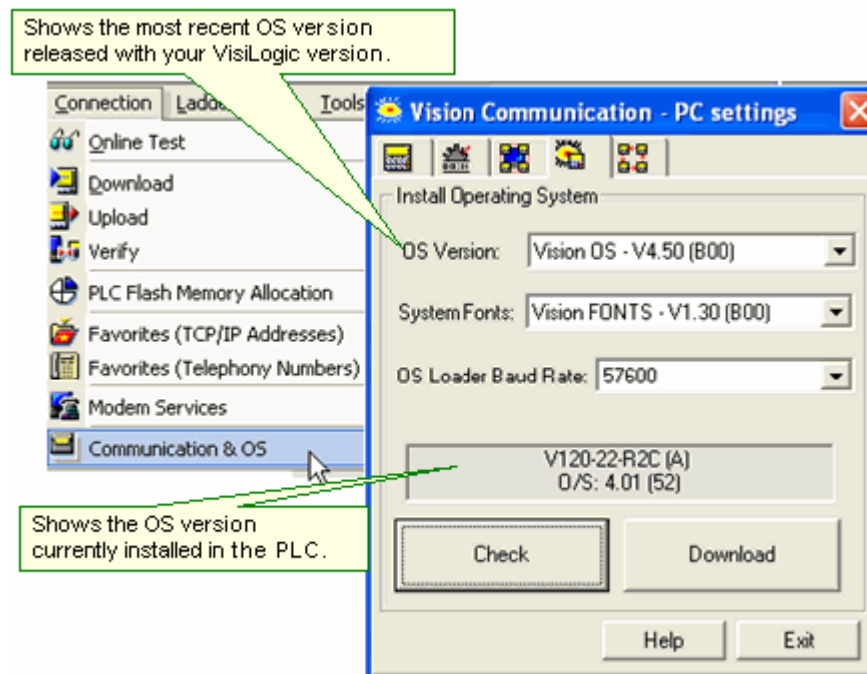 Shows the most recent OS version
released with your VisiLogic version.
Connection
Tools
Online Test
Download
Upload
Verify
PLC Flash Memory Allocation
Favorites (TCP/IP Addresses)
Favorites (Telephony Numbers)
Modem Services
Communication & OS
Shows the OS version
currently installed in the PLC.
Vision Communication - PC settings
Install Operating System
OS Version: Vision OS - V4.50 (B00)
System Fonts: Vision FONTS - V1.30 (B00)
OS Loader Baud Rate: 57600
V120-22-R2C (A)
O/S: 4.01 (52)
Check Download
Help Exit